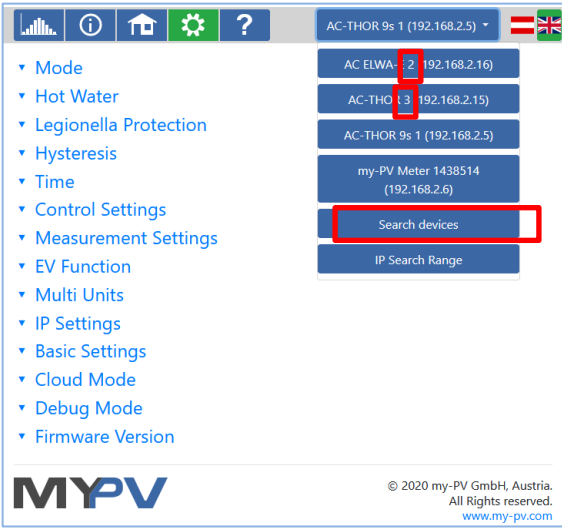 ?
AC-THOR 9s 1 (192.168.2.5)
Mode
Hot Water
Legionella Protection
Hysteresis
Time
Control Settings
Measurement Settings
EV Function
Multi Units
IP Settings
Basic Settings
Cloud Mode
Debug Mode
Firmware Version
AC ELWA-E 2 (192.168.2.16)
AC-THOR 3 (192.168.2.15)
AC-THOR 9s 1 (192.168.2.5)
my-PV Meter 1438514
(192.168.2.6)
Search devices
IP Search Range
MYPV
© 2020 my-PV GmbH, Austria.
All Rights reserved.
www.my-pv.com